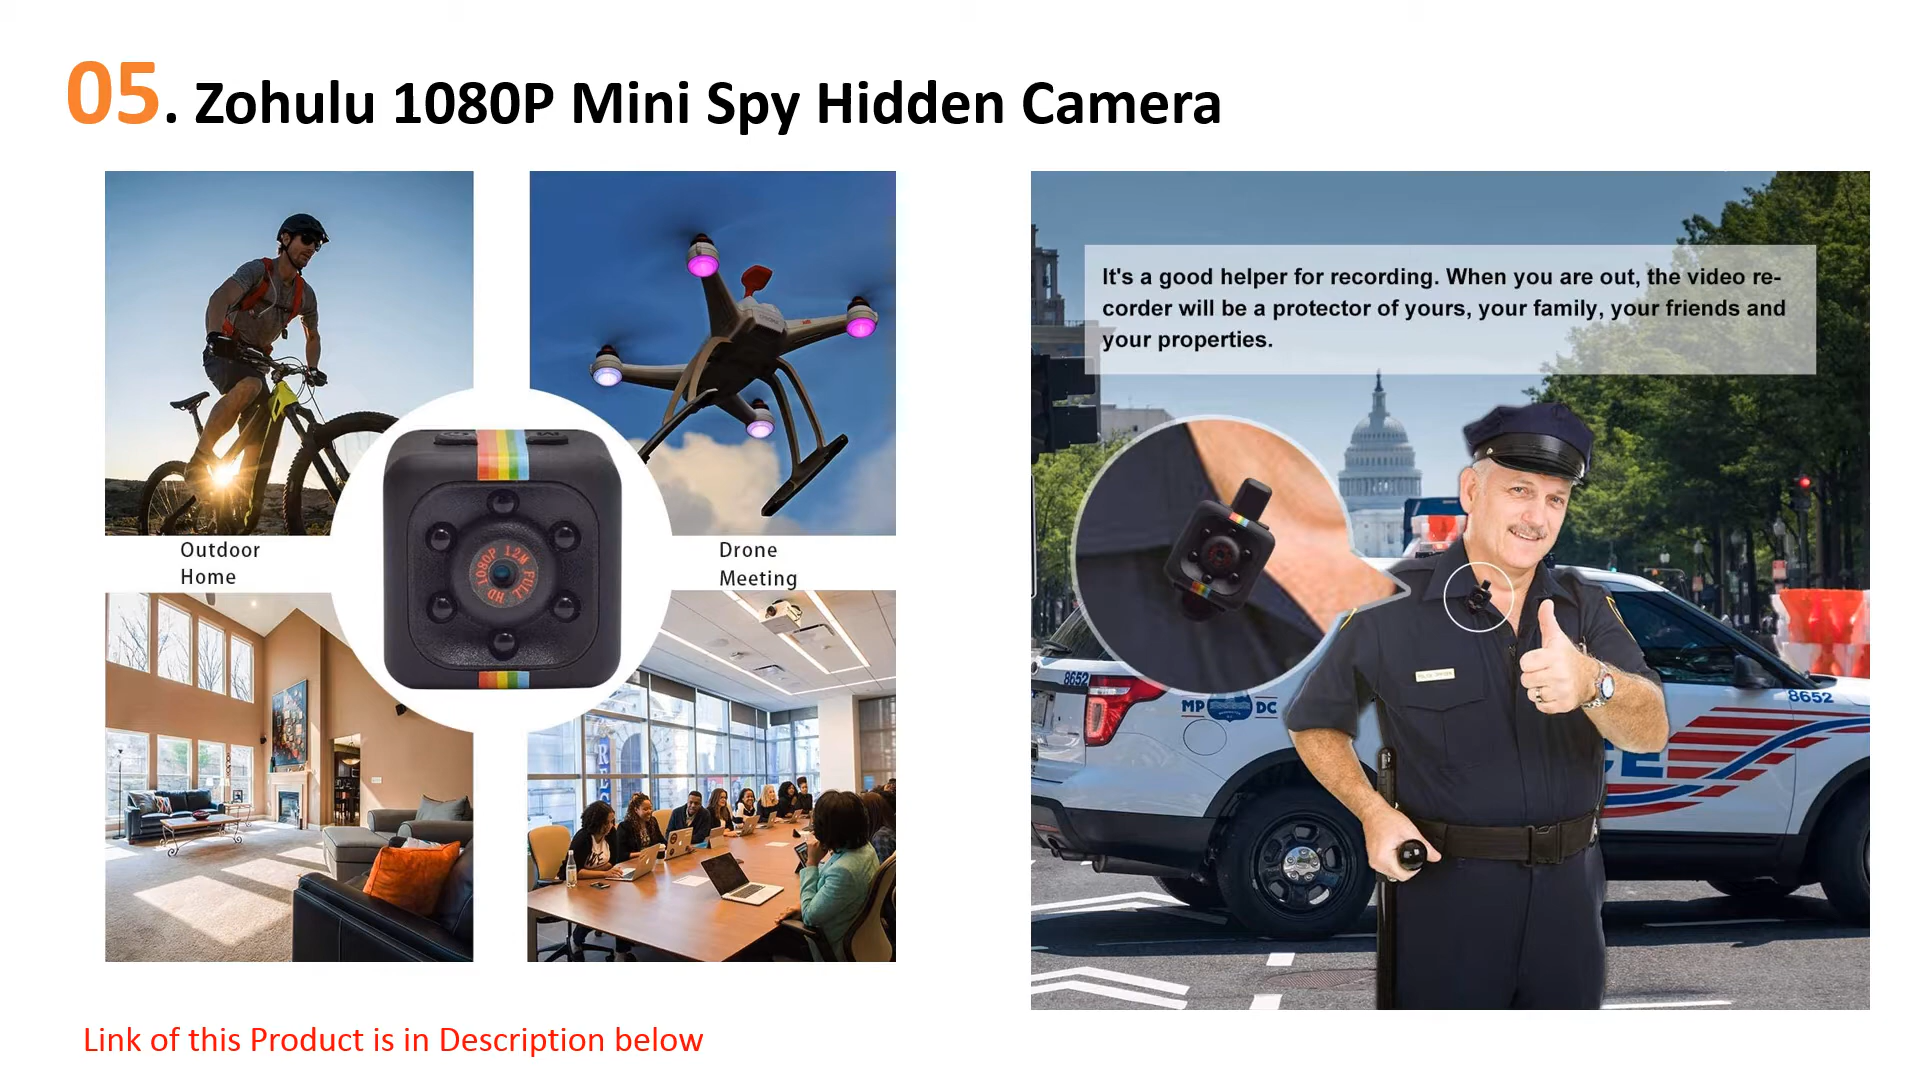 05. Zohulu 1080P Mini Spy Hidden Camera
Outdoor
Home
Drone
Meeting
1080P 12M FULL HD
It's a good helper for recording. When you are out, the video re-
corder will be a protector of yours, your family, your friends and
your properties.
8652
MP DC
8652
CE
Link of this Product is in Description below